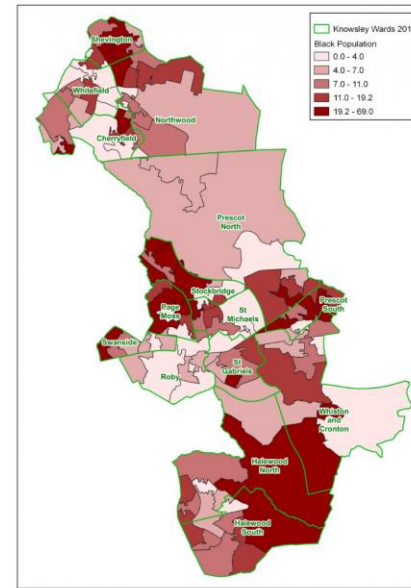 Knowsley Wards 201
Black Population
0.0 - 4.0
4.0 - 7.0
7.0 - 11.0
11.0 - 19.2
19.2 - 69.0
Shevington
Whitefield
Northwood
Cherryfield
Prescot
North
Stockbridge
Page
Moss
St
Michaels
Prescot
South
Swanside
St
Gabriels
Roby
Whiston
and
Cronton
Halewood
North
Halewood
South